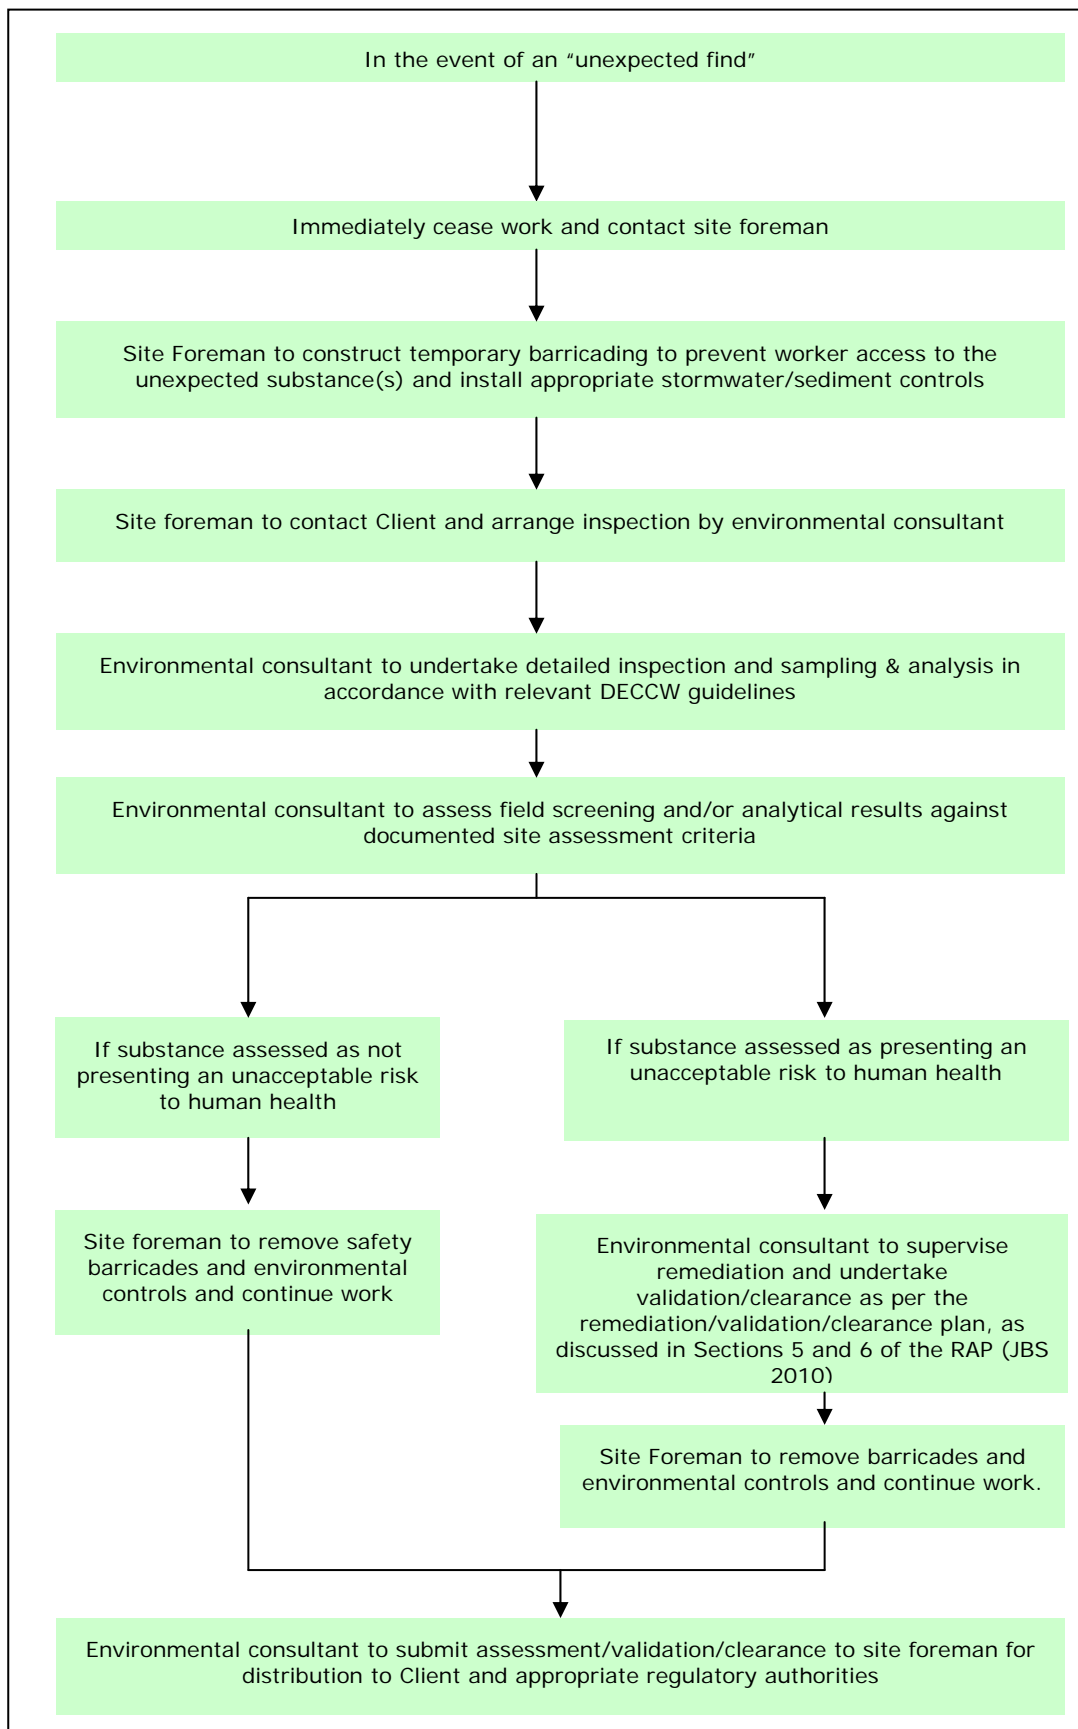 In the event of an “unexpected find”
Immediately cease work and contact site foreman
Site Foreman to construct temporary barricading to prevent worker access to the
unexpected substance(s) and install appropriate stormwater/sediment controls
Site foreman to contact Client and arrange inspection by environmental consultant
Environmental consultant to undertake detailed inspection and sampling & analysis in
accordance with relevant DECCW guidelines
Environmental consultant to assess field screening and/or analytical results against
documented site assessment criteria
If substance assessed as not
presenting an unacceptable risk
to human health
If substance assessed as presenting an
unacceptable risk to human health
Site foreman to remove safety
barricades and environmental
controls and continue work
Environmental consultant to supervise
remediation and undertake
validation/clearance as per the
remediation/validation/clearance plan, as
discussed in Sections 5 and 6 of the RAP (JBS
2010)
Site Foreman to remove barricades and
environmental controls and continue work.
Environmental consultant to submit assessment/validation/clearance to site foreman for
distribution to Client and appropriate regulatory authorities